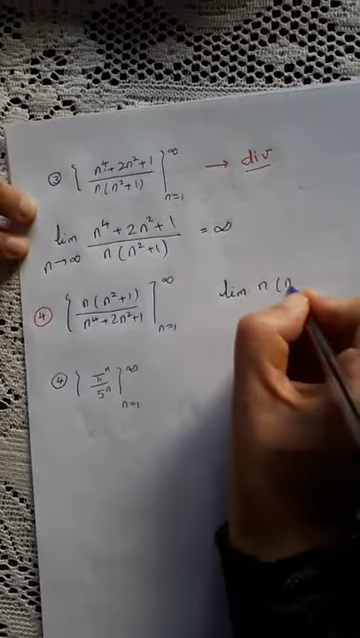 ③ { n⁴+2n²+1 / n(n²+1) }∞ n=1 → div
lim n→∞ n⁴+2n²+1 / n(n²+1) = ∞
④ { n(n²+1) / n⁴+2n²+1 }∞ n=1 lim n(n
④ { πⁿ / 5ⁿ }∞ n=1